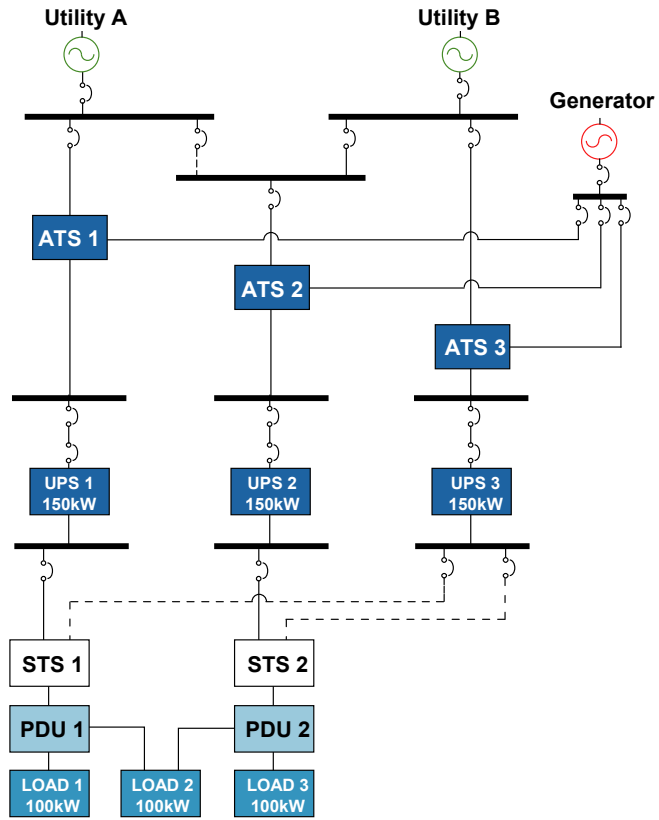 Utility A
Utility B
Generator
ATS 1
ATS 2
ATS 3
UPS 1
150kW
UPS 2
150kW
UPS 3
150kW
STS 1
STS 2
PDU 1
PDU 2
LOAD 1
100kW
LOAD 2
100kW
LOAD 3
100kW